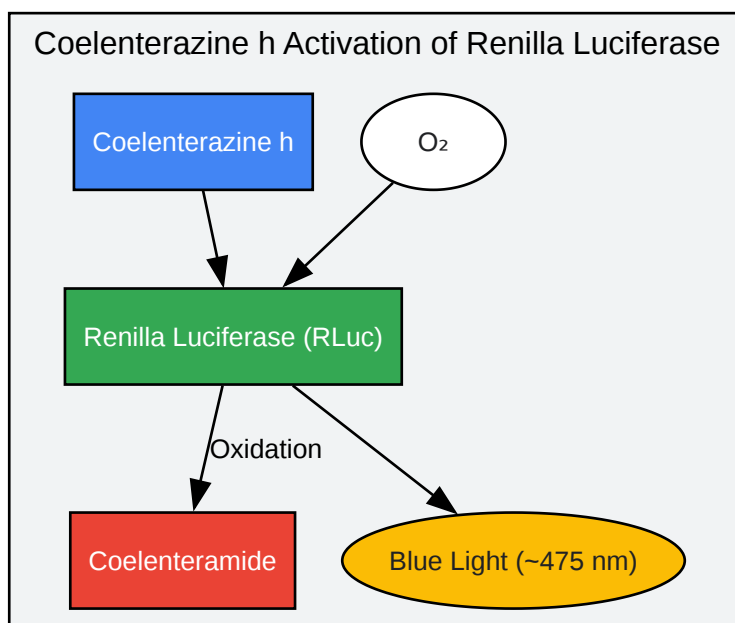 Coelenterazine h Activation of Renilla Luciferase
Coelenterazine h
O₂
Renilla Luciferase (RLuc)
Oxidation
Coelenteramide
Blue Light (~475 nm)